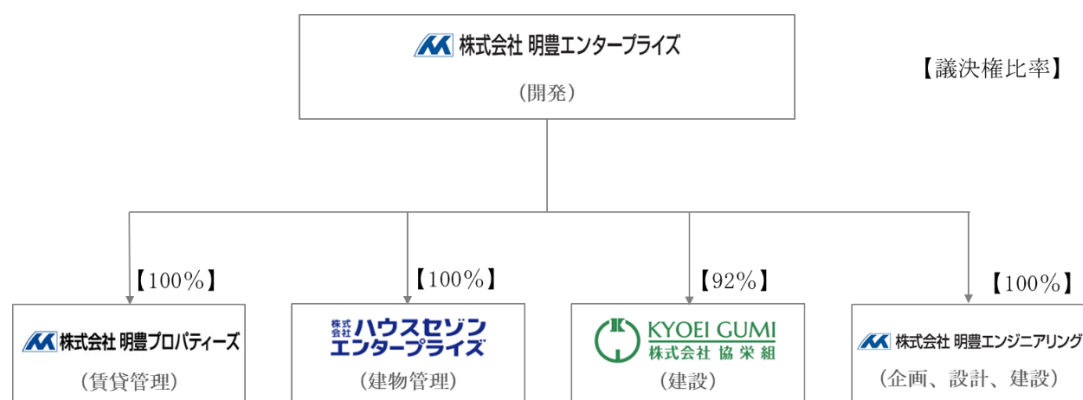 株式会社 明豊エンタープライズ
（開発）
【議決権比率】
【100%】
【100%】
【92%】
【100%】
株式会社 明豊プロパティーズ
（賃貸管理）
株式会社 ハウスセゾン
エンタープライズ
（建物管理）
KYOEI GUMI
株式会社 協栄組
（建設）
株式会社 明豊エンジニアリング
（企画、設計、建設）